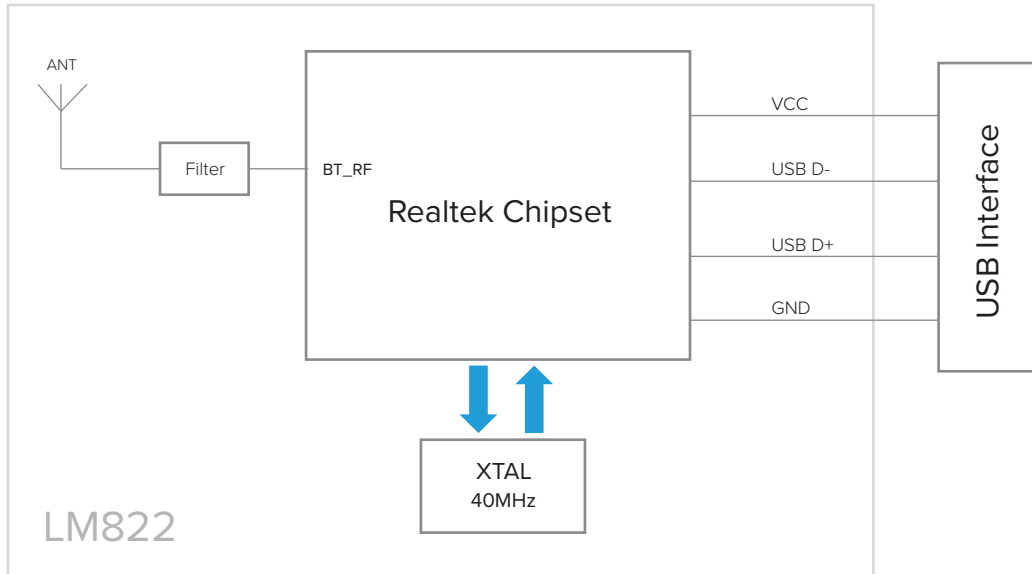 ANT
Filter
BT_RF
Realtek Chipset
VCC
USB D-
USB D+
GND
USB Interface
XTAL
40MHz
LM822